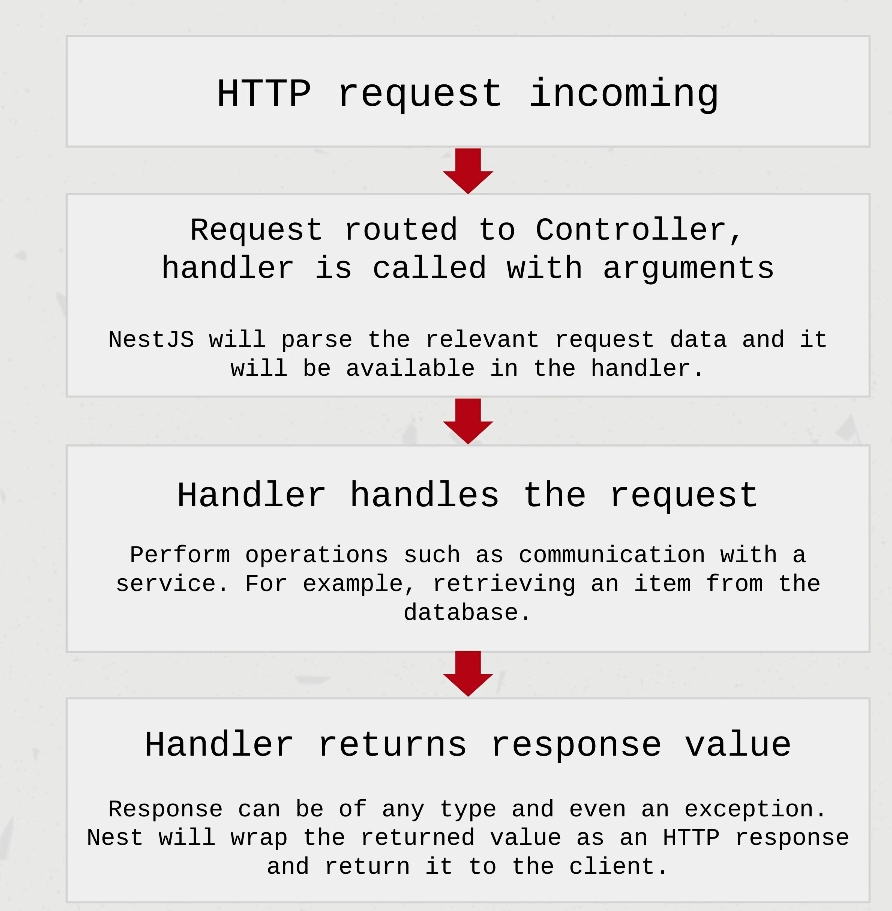 HTTP request incoming
Request routed to Controller,
handler is called with arguments
NestJS will parse the relevant request data and it
will be available in the handler.
Handler handles the request
Perform operations such as communication with a
service. For example, retrieving an item from the
database.
Handler returns response value
Response can be of any type and even an exception.
Nest will wrap the returned value as an HTTP response
and return it to the client.